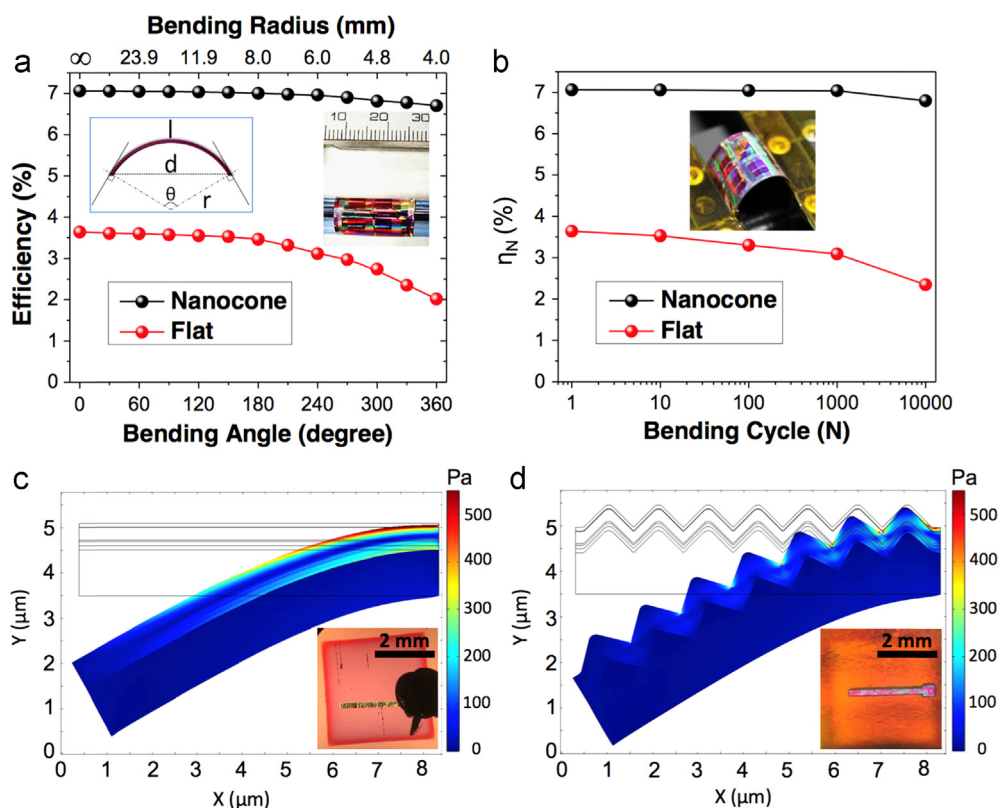 Bending Radius (mm)
a
∞ 23.9 11.9 8.0 6.0 4.8 4.0
7
6
5
4
3
2
1
0
Efficiency (%)
l
d
θ
r
10 20 30
Nanocone
Flat
0 60 120 180 240 300 360
Bending Angle (degree)
b
7
6
5
4
3
2
1
0
ηN (%)
Nanocone
Flat
1 10 100 1000 10000
Bending Cycle (N)
c
Pa
500
400
300
200
100
0
5
4
3
2
1
0
Y (μm)
2 mm
0 1 2 3 4 5 6 7 8
X (μm)
d
Pa
500
400
300
200
100
0
5
4
3
2
1
0
Y (μm)
2 mm
0 1 2 3 4 5 6 7 8
X (μm)